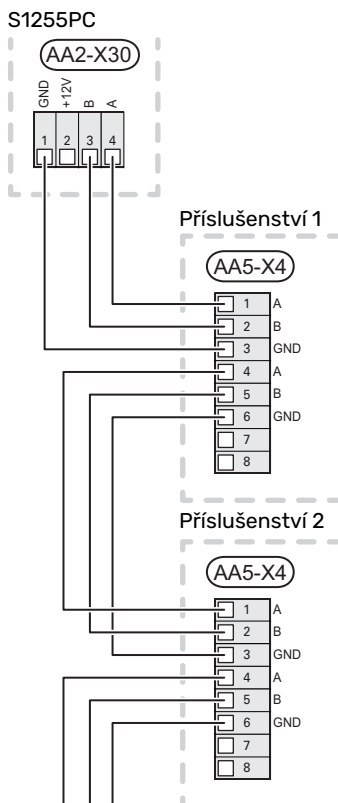 S1255PC
AA2-X30
GND +12V B A
1 2 3 4
Příslušenství 1
AA5-X4
1 A
2 B
3 GND
4 A
5 B
6 GND
7
8
Příslušenství 2
AA5-X4
1 A
2 B
3 GND
4 A
5 B
6 GND
7
8